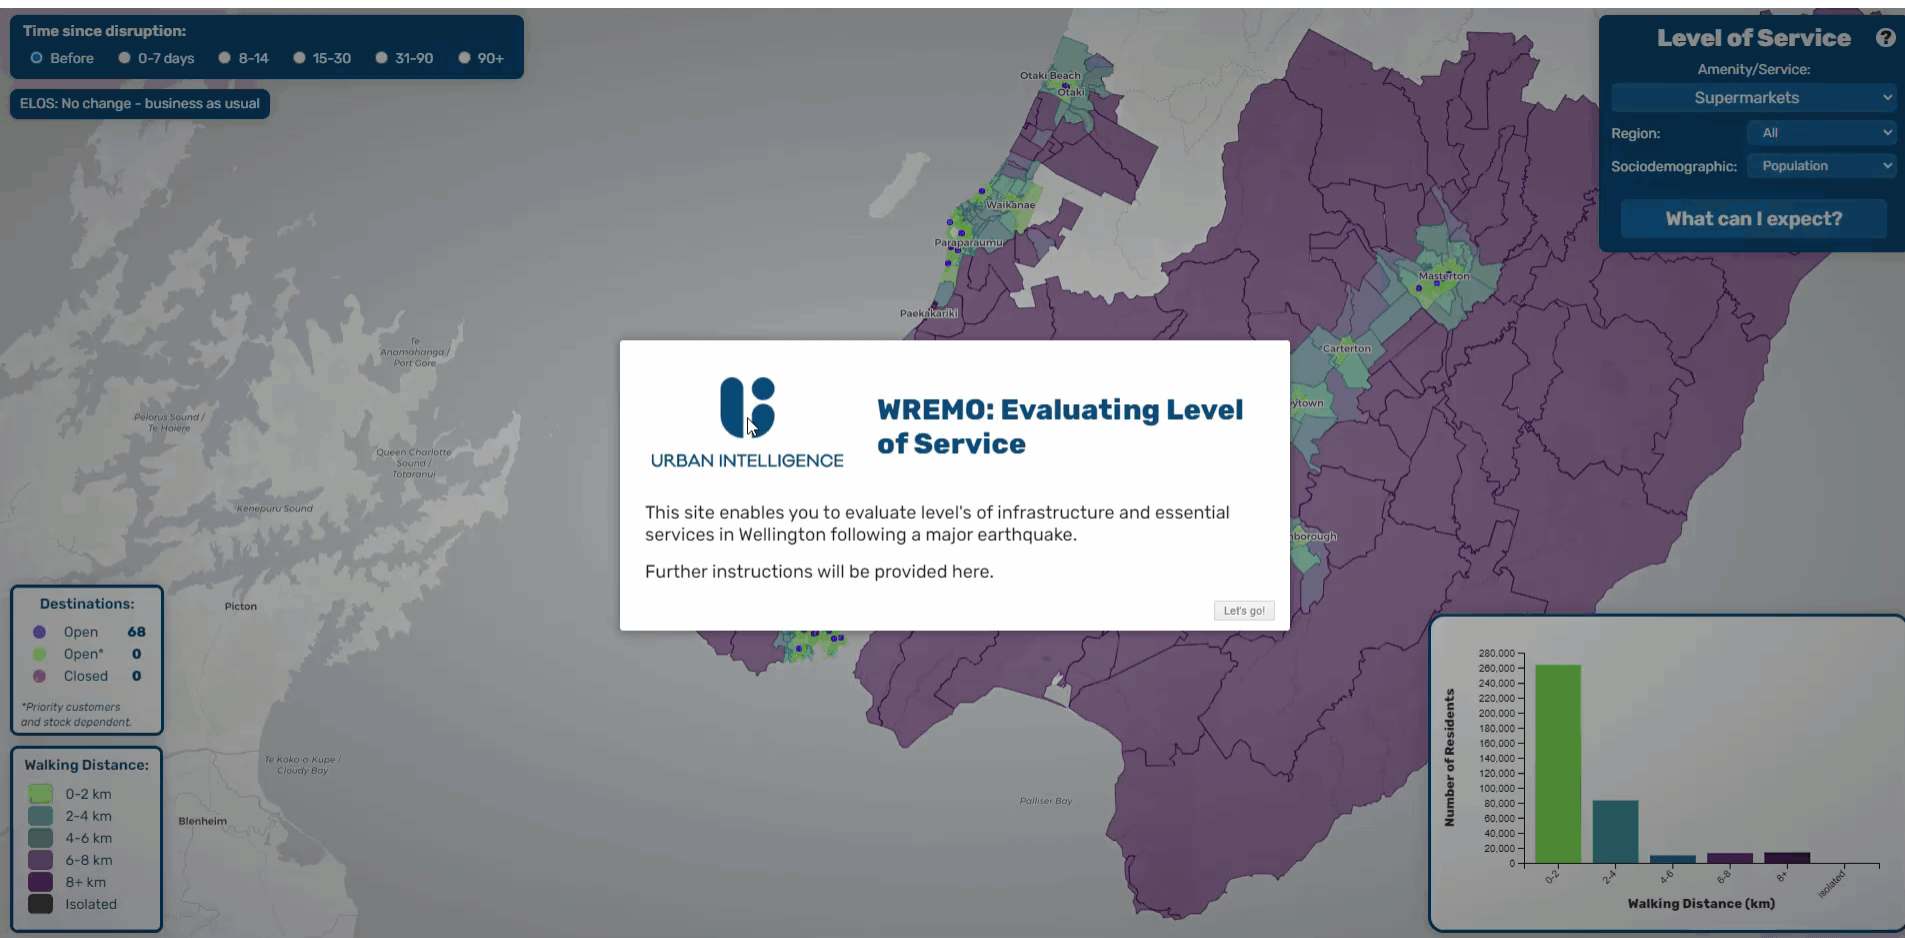 Time since disruption:
Before 0-7 days 8-14 15-30 31-90 90+
ELOS: No change - business as usual
Level of Service ?
Amenity/Service:
Supermarkets
Region: All
Sociodemographic: Population
What can I expect?
Otaki Beach
Otaki
Waikanae
Paraparaumu
Paekakariki
Masterton
Carterton
ytown
nborough
Te
Anamahanga /
Port Gore
Pelorus Sound /
Te Hoiere
Queen Charlotte
Sound /
Tōtaranui
Kenepuru Sound
Picton
Te Koko-o Kupe /
Cloudy Bay
Blenheim
Palliser Bay
URBAN INTELLIGENCE
WREMO: Evaluating Level
of Service
This site enables you to evaluate level's of infrastructure and essential
services in Wellington following a major earthquake.
Further instructions will be provided here.
Let's go!
Destinations:
Open 68
Open* 0
Closed 0
*Priority customers
and stock dependent.
Walking Distance:
0-2 km
2-4 km
4-6 km
6-8 km
8+ km
Isolated
Number of Residents
280,000
260,000
240,000
220,000
200,000
180,000
160,000
140,000
120,000
100,000
80,000
60,000
40,000
20,000
0
0-2 2-4 4-6 6-8 8+ Isolated
Walking Distance (km)